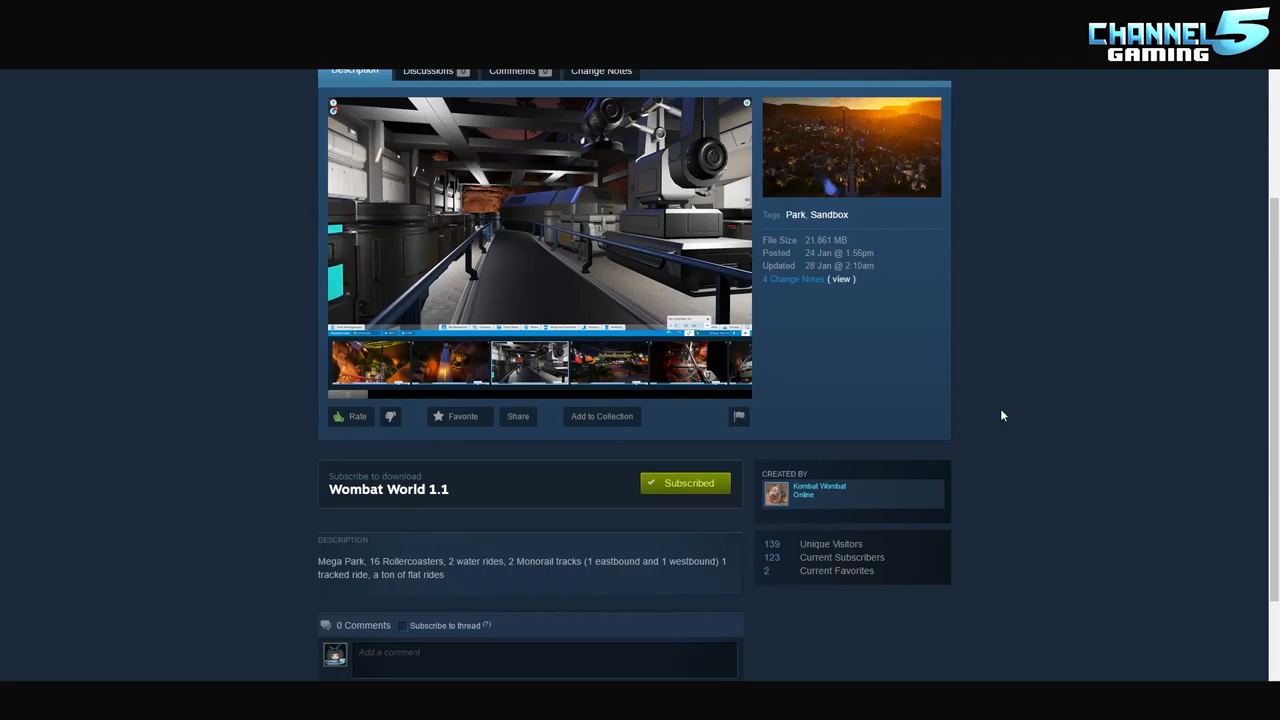 CHANNEL 5
GAMING
Description
Discussions 0
Comments 0
Change Notes
Tags: Park, Sandbox
File Size 21.861 MB
Posted 24 Jan @ 1:56pm
Updated 28 Jan @ 2:10am
4 Change Notes ( view )
Rate
Favorite
Share
Add to Collection
Subscribe to download
Wombat World 1.1
Subscribed
CREATED BY
Kombat Wombat
Online
DESCRIPTION
Mega Park, 16 Rollercoasters, 2 water rides, 2 Monorail tracks (1 eastbound and 1 westbound) 1
tracked ride, a ton of flat rides
139 Unique Visitors
123 Current Subscribers
2 Current Favorites
0 Comments
Subscribe to thread (?)
Add a comment